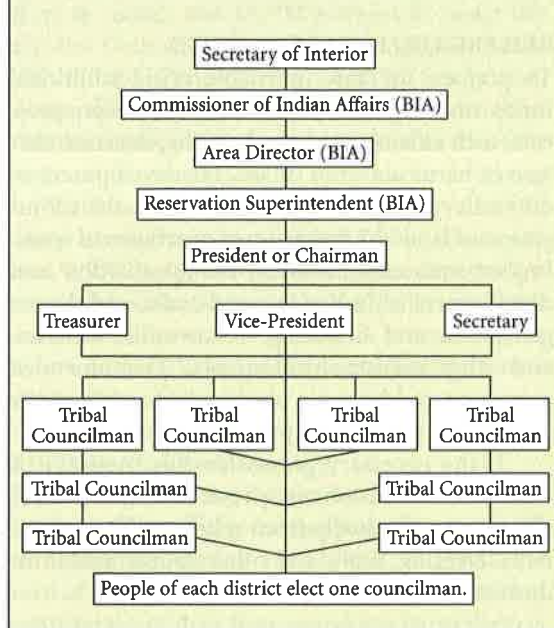 Secretary of Interior
Commissioner of Indian Affairs (BIA)
Area Director (BIA)
Reservation Superintendent (BIA)
President or Chairman
Treasurer
Vice-President
Secretary
Tribal
Councilman
Tribal
Councilman
Tribal
Councilman
Tribal
Councilman
Tribal Councilman
Tribal Councilman
Tribal Councilman
Tribal Councilman
People of each district elect one councilman.